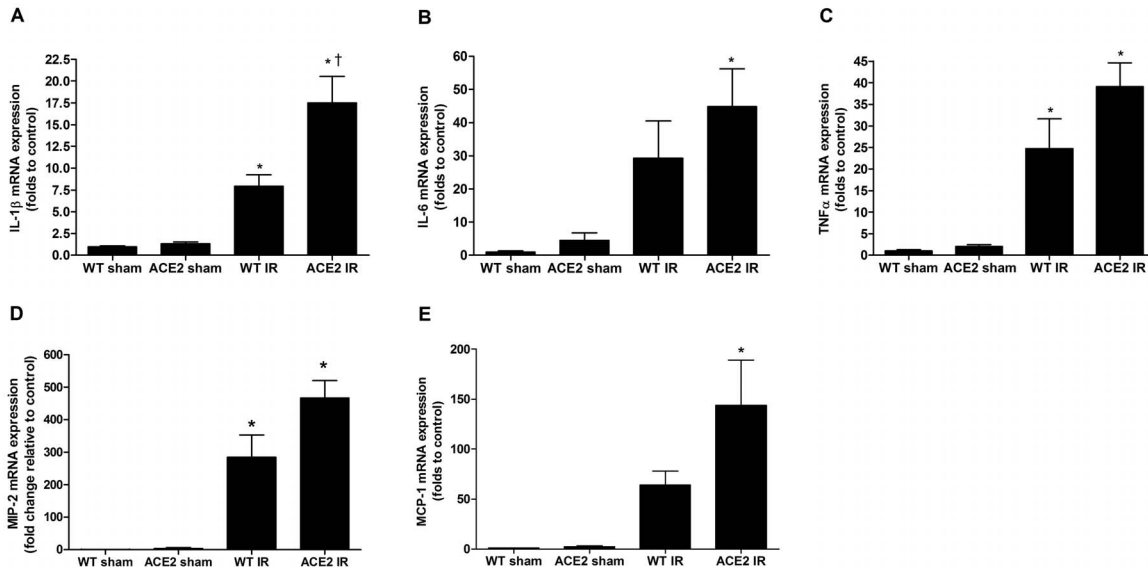 A
IL-1β mRNA expression
(folds to control)
22.5
20.0
17.5
15.0
12.5
10.0
7.5
5.0
2.5
0.0
*
* †
WT sham ACE2 sham WT IR ACE2 IR
B
IL-6 mRNA expression
(folds to control)
60
50
40
30
20
10
0
*
WT sham ACE2 sham WT IR ACE2 IR
C
TNFα mRNA expression
(folds to control)
45
40
35
30
25
20
15
10
5
0
*
*
WT sham ACE2 sham WT IR ACE2 IR
D
MIP-2 mRNA expression
(fold change relative to control)
600
500
400
300
200
100
0
*
*
WT sham ACE2 sham WT IR ACE2 IR
E
MCP-1 mRNA expression
(folds to control)
200
150
100
50
0
*
WT sham ACE2 sham WT IR ACE2 IR